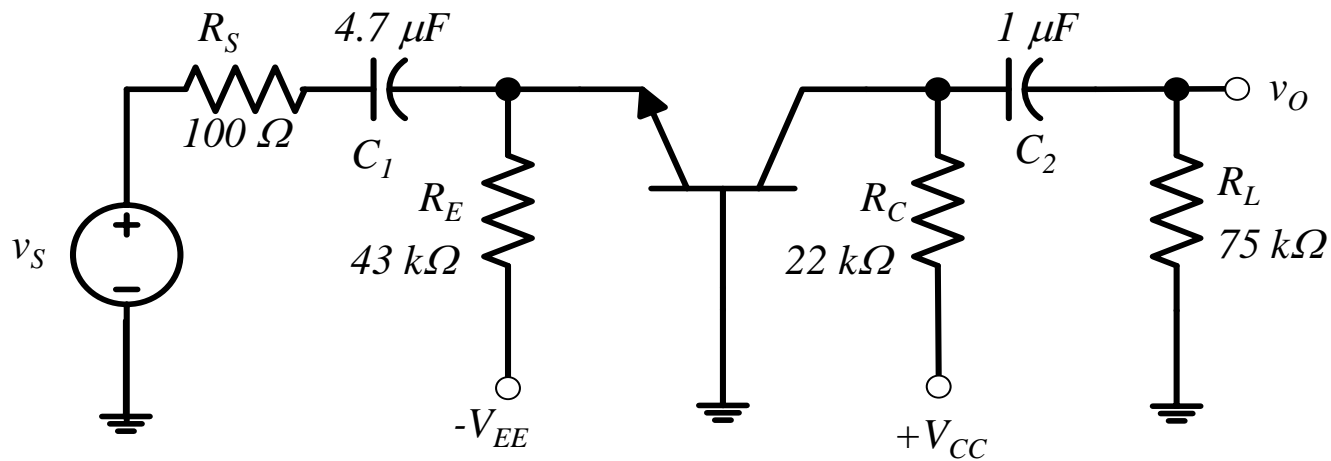 R_S
100 Ω
4.7 μF
C_1
v_S
+
−
R_E
43 kΩ
-V_EE
R_C
22 kΩ
+V_CC
1 μF
C_2
v_O
R_L
75 kΩ